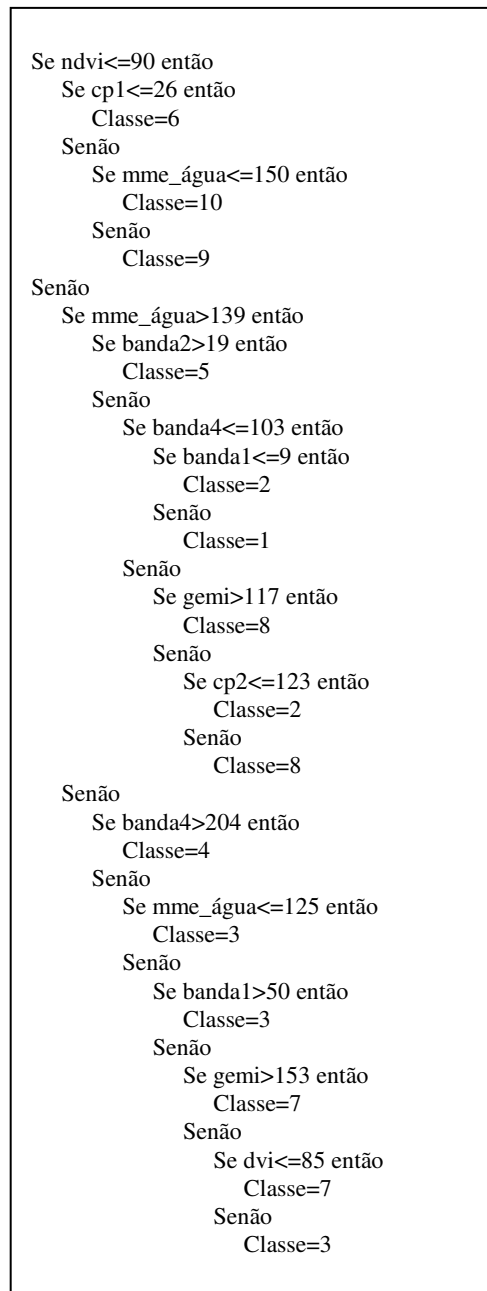 Se ndvi<=90 então
Se cp1<=26 então
Classe=6
Senão
Se mme_água<=150 então
Classe=10
Senão
Classe=9
Senão
Se mme_água>139 então
Se banda2>19 então
Classe=5
Senão
Se banda4<=103 então
Se banda1<=9 então
Classe=2
Senão
Classe=1
Senão
Se gemi>117 então
Classe=8
Senão
Se cp2<=123 então
Classe=2
Senão
Classe=8
Senão
Se banda4>204 então
Classe=4
Senão
Se mme_água<=125 então
Classe=3
Senão
Se banda1>50 então
Classe=3
Senão
Se gemi>153 então
Classe=7
Senão
Se dvi<=85 então
Classe=7
Senão
Classe=3